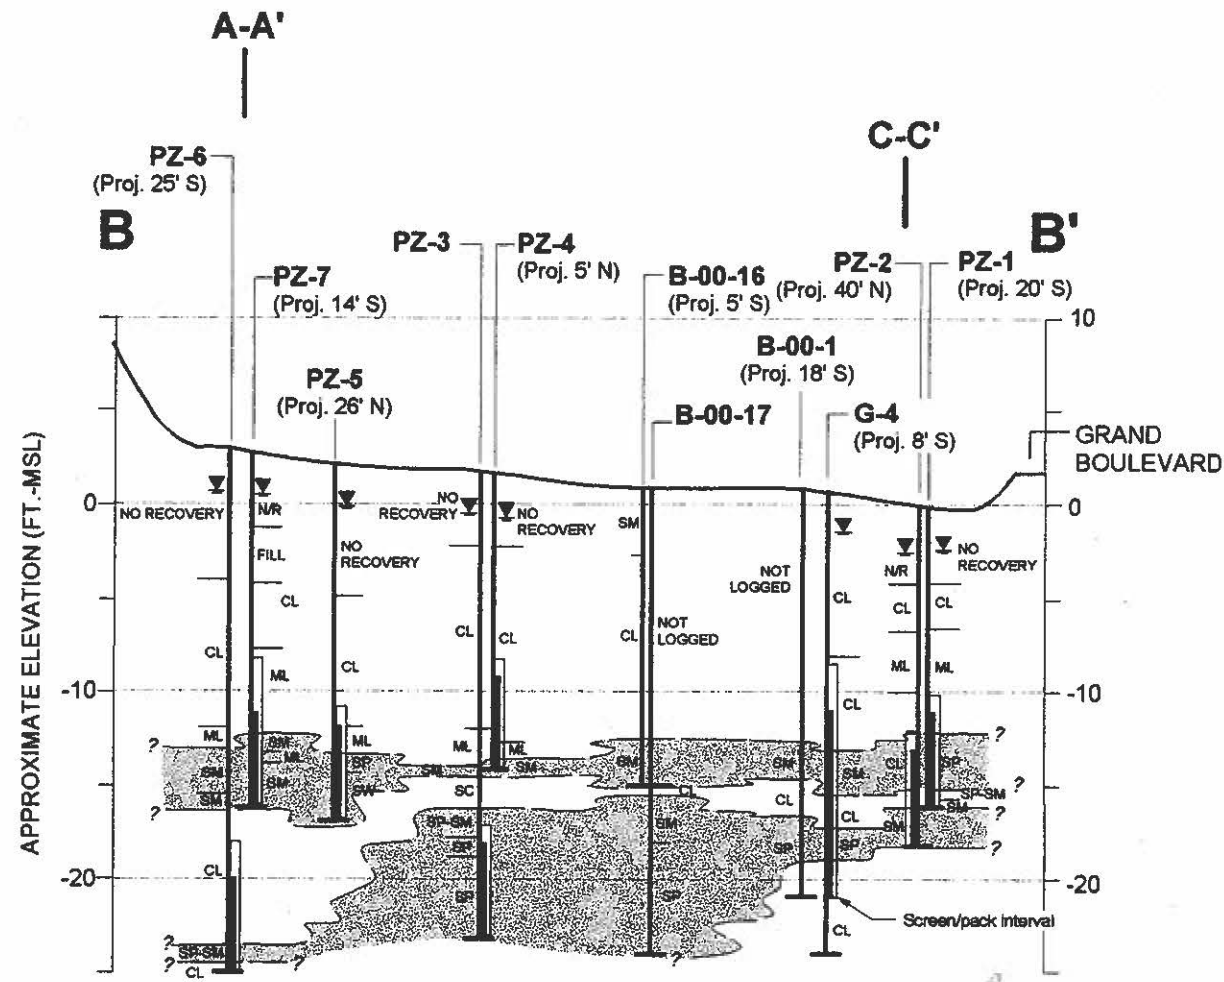 A-A'
C-C'
PZ-6
(Proj. 25' S)
B
B'
PZ-3
PZ-4
(Proj. 5' N)
PZ-2
(Proj. 40' N)
PZ-1
(Proj. 20' S)
PZ-7
(Proj. 14' S)
B-00-16
(Proj. 5' S)
10
B-00-1
(Proj. 18' S)
PZ-5
(Proj. 26' N)
B-00-17
G-4
(Proj. 8' S)
GRAND
BOULEVARD
APPROXIMATE ELEVATION (FT.-MSL)
0
0
NO RECOVERY
N/R
NO
RECOVERY
NO
RECOVERY
SM
FILL
NO
RECOVERY
NOT
LOGGED
N/R
NO
RECOVERY
CL
CL
CL
CL
CL
CL
CL
CL
CL
NOT
LOGGED
CL
ML
ML
ML
-10
-10
CL
ML
ML
ML
ML
SM
ML
SM
SM
SM
SP
SW
SM
SM
SC
SM
CL
SM
CL
SM
CL
SP
SP-SM
SM
SP-SM
SP
SM
CL
SM
SP
SP
-20
-20
CL
SP
SP
Screen/pack interval
CL
?
?
?
?
?
?
?
?
?
SP-SM
CL